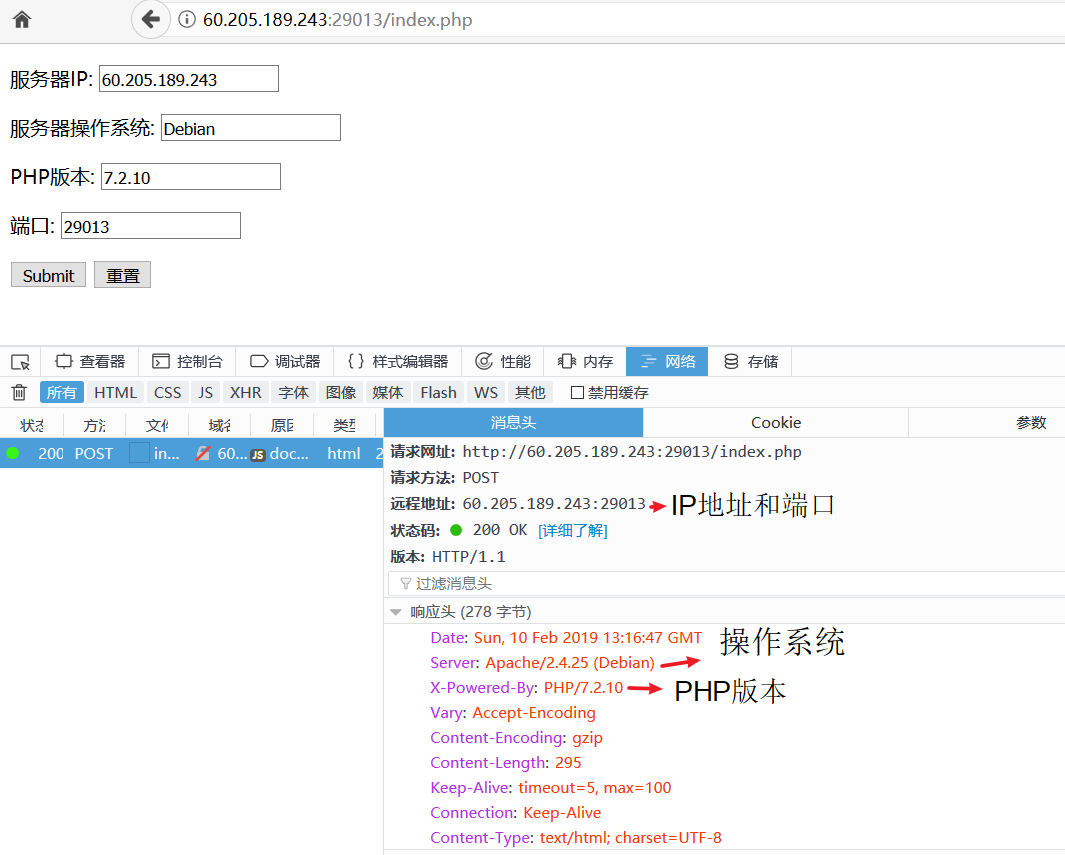 60.205.189.243:29013/index.php
服务器IP: 60.205.189.243
服务器操作系统: Debian
PHP版本: 7.2.10
端口: 29013
Submit 重置
查看器 控制台 调试器 {} 样式编辑器 性能 内存 网络 存储
所有 HTML CSS JS XHR 字体 图像 媒体 Flash WS 其他 禁用缓存
状态 方法 文件 域名 原因 类型 消息头 Cookie 参数
200 POST in... 60... JS doc... html 2
请求网址: http://60.205.189.243:29013/index.php
请求方法: POST
远程地址: 60.205.189.243:29013 IP地址和端口
状态码: 200 OK [详细了解]
版本: HTTP/1.1
过滤消息头
响应头 (278 字节)
Date: Sun, 10 Feb 2019 13:16:47 GMT 操作系统
Server: Apache/2.4.25 (Debian)
X-Powered-By: PHP/7.2.10 PHP版本
Vary: Accept-Encoding
Content-Encoding: gzip
Content-Length: 295
Keep-Alive: timeout=5, max=100
Connection: Keep-Alive
Content-Type: text/html; charset=UTF-8